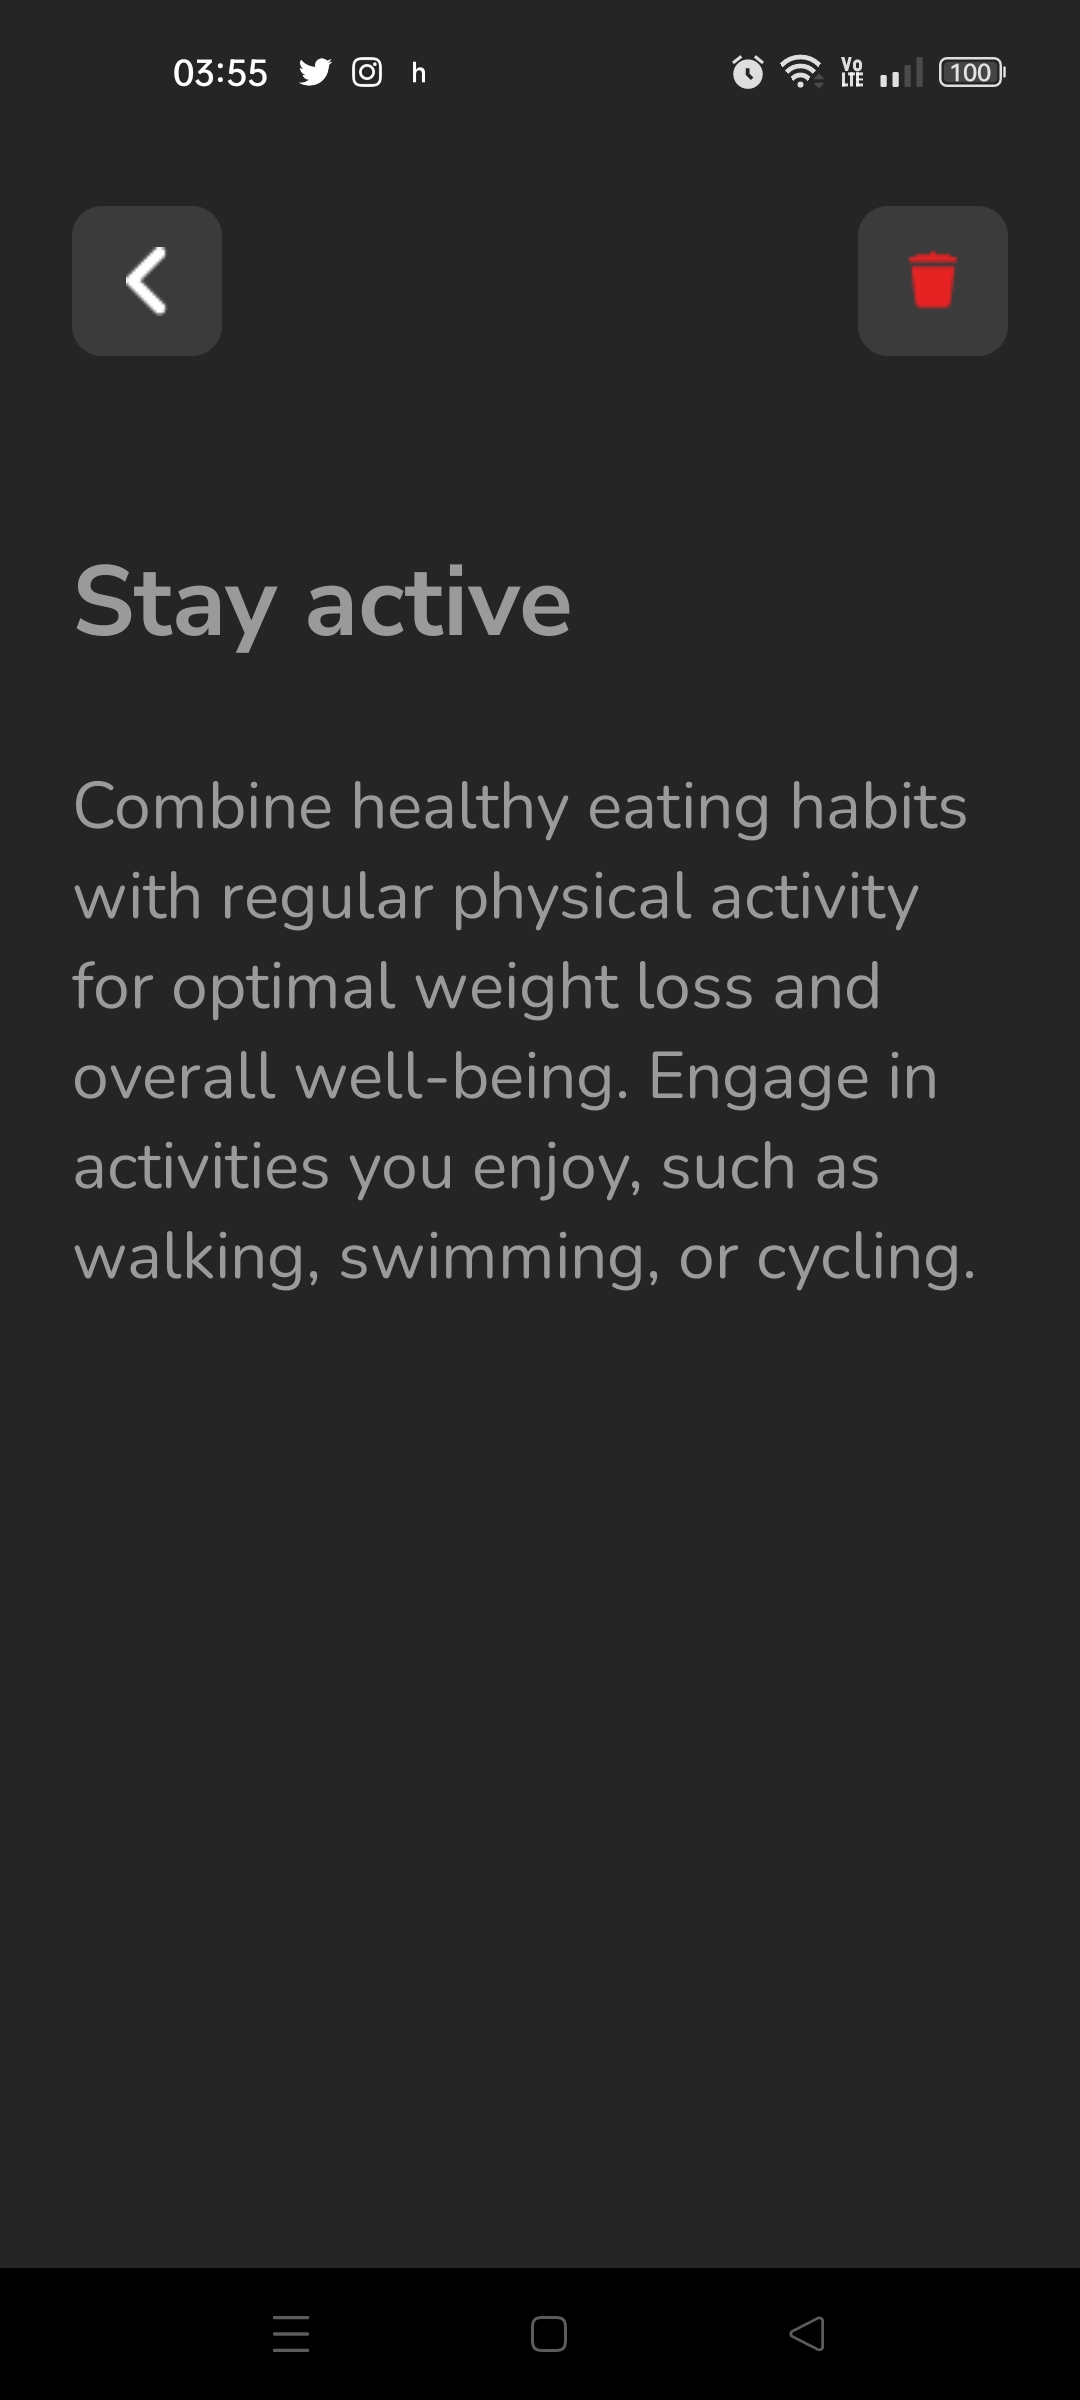 03:55 h Vo LTE 100
Stay active
Combine healthy eating habits
with regular physical activity
for optimal weight loss and
overall well-being. Engage in
activities you enjoy, such as
walking, swimming, or cycling.